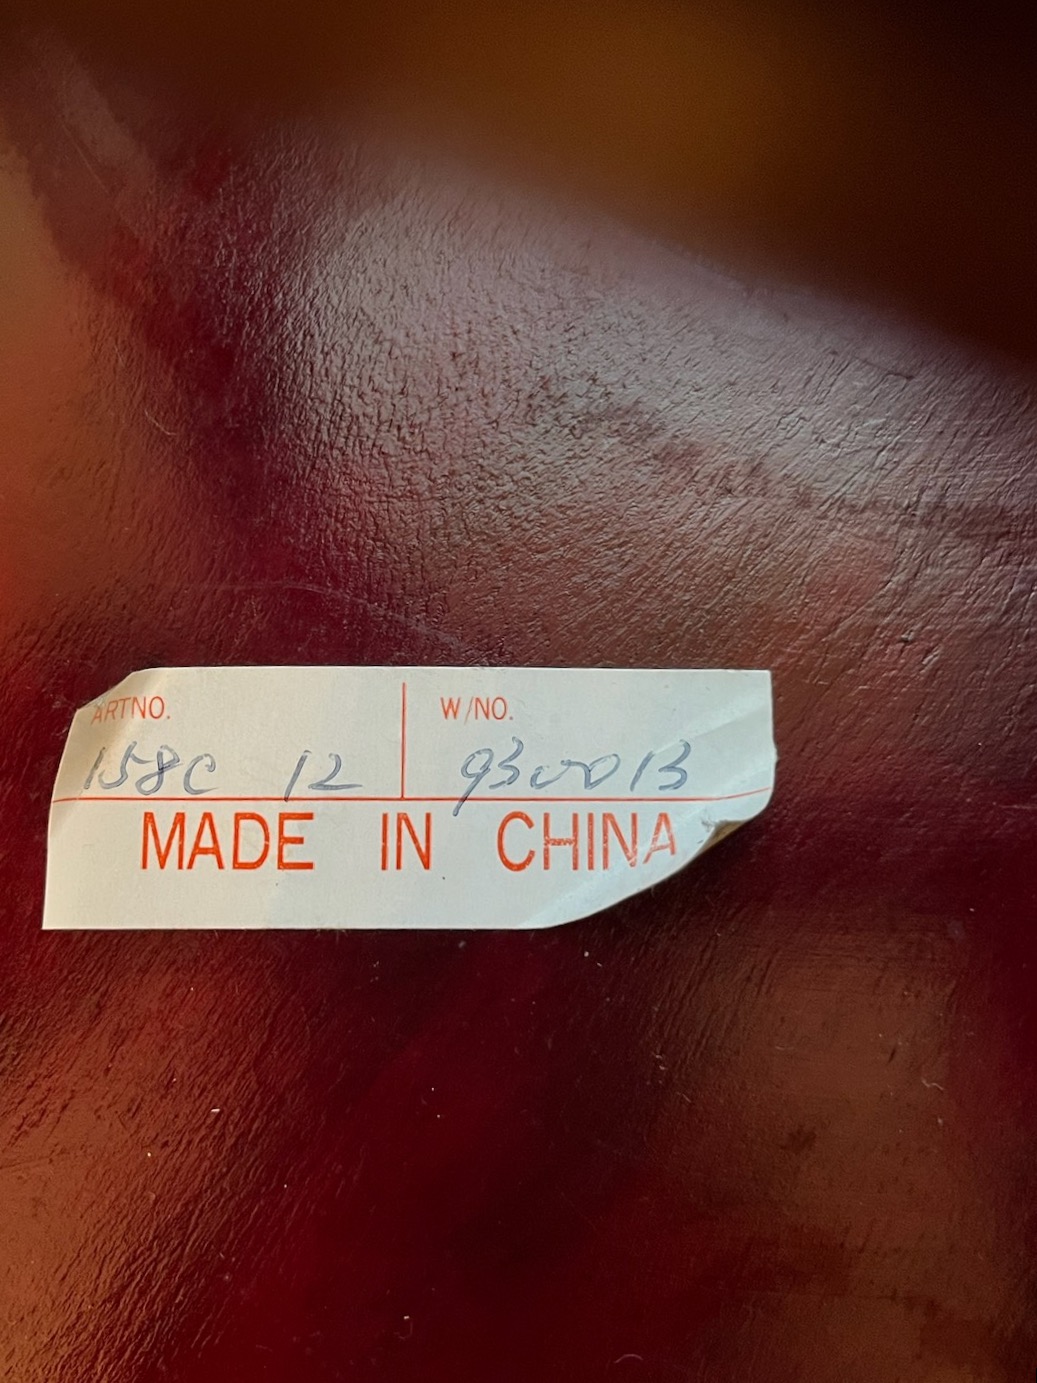 ARTNO. W/NO.
158C 12 930013
MADE IN CHINA